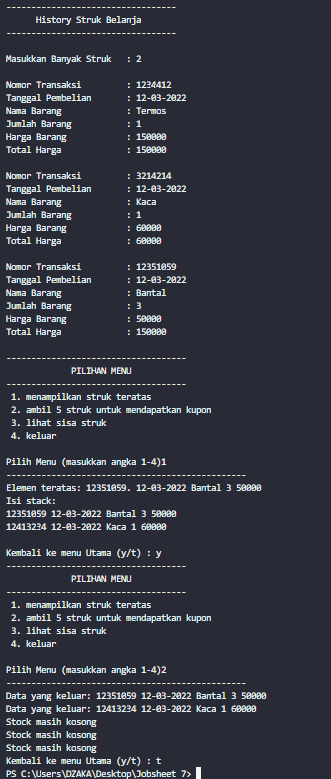 ----------------------------------
History Struk Belanja
----------------------------------
Masukkan Banyak Struk : 2
Nomor Transaksi : 1234412
Tanggal Pembelian : 12-03-2022
Nama Barang : Termos
Jumlah Barang : 1
Harga Barang : 150000
Total Harga : 150000
Nomor Transaksi : 3214214
Tanggal Pembelian : 12-03-2022
Nama Barang : Kaca
Jumlah Barang : 1
Harga Barang : 60000
Total Harga : 60000
Nomor Transaksi : 12351059
Tanggal Pembelian : 12-03-2022
Nama Barang : Bantal
Jumlah Barang : 3
Harga Barang : 50000
Total Harga : 150000
------------------------------------
PILIHAN MENU
------------------------------------
1. menampilkan struk teratas
2. ambil 5 struk untuk mendapatkan kupon
3. lihat sisa struk
4. keluar
Pilih Menu (masukkan angka 1-4)1
------------------------------------------------
Elemen teratas: 12351059. 12-03-2022 Bantal 3 50000
Isi stack:
12351059 12-03-2022 Bantal 3 50000
12413234 12-03-2022 Kaca 1 60000
Kembali ke menu Utama (y/t) : y
------------------------------------
PILIHAN MENU
------------------------------------
1. menampilkan struk teratas
2. ambil 5 struk untuk mendapatkan kupon
3. lihat sisa struk
4. keluar
Pilih Menu (masukkan angka 1-4)2
------------------------------------------------
Data yang keluar: 12351059 12-03-2022 Bantal 3 50000
Data yang keluar: 12413234 12-03-2022 Kaca 1 60000
Stock masih kosong
Stock masih kosong
Stock masih kosong
Kembali ke menu Utama (y/t) : t
PS C:\Users\DZAKA\Desktop\Jobsheet 7>